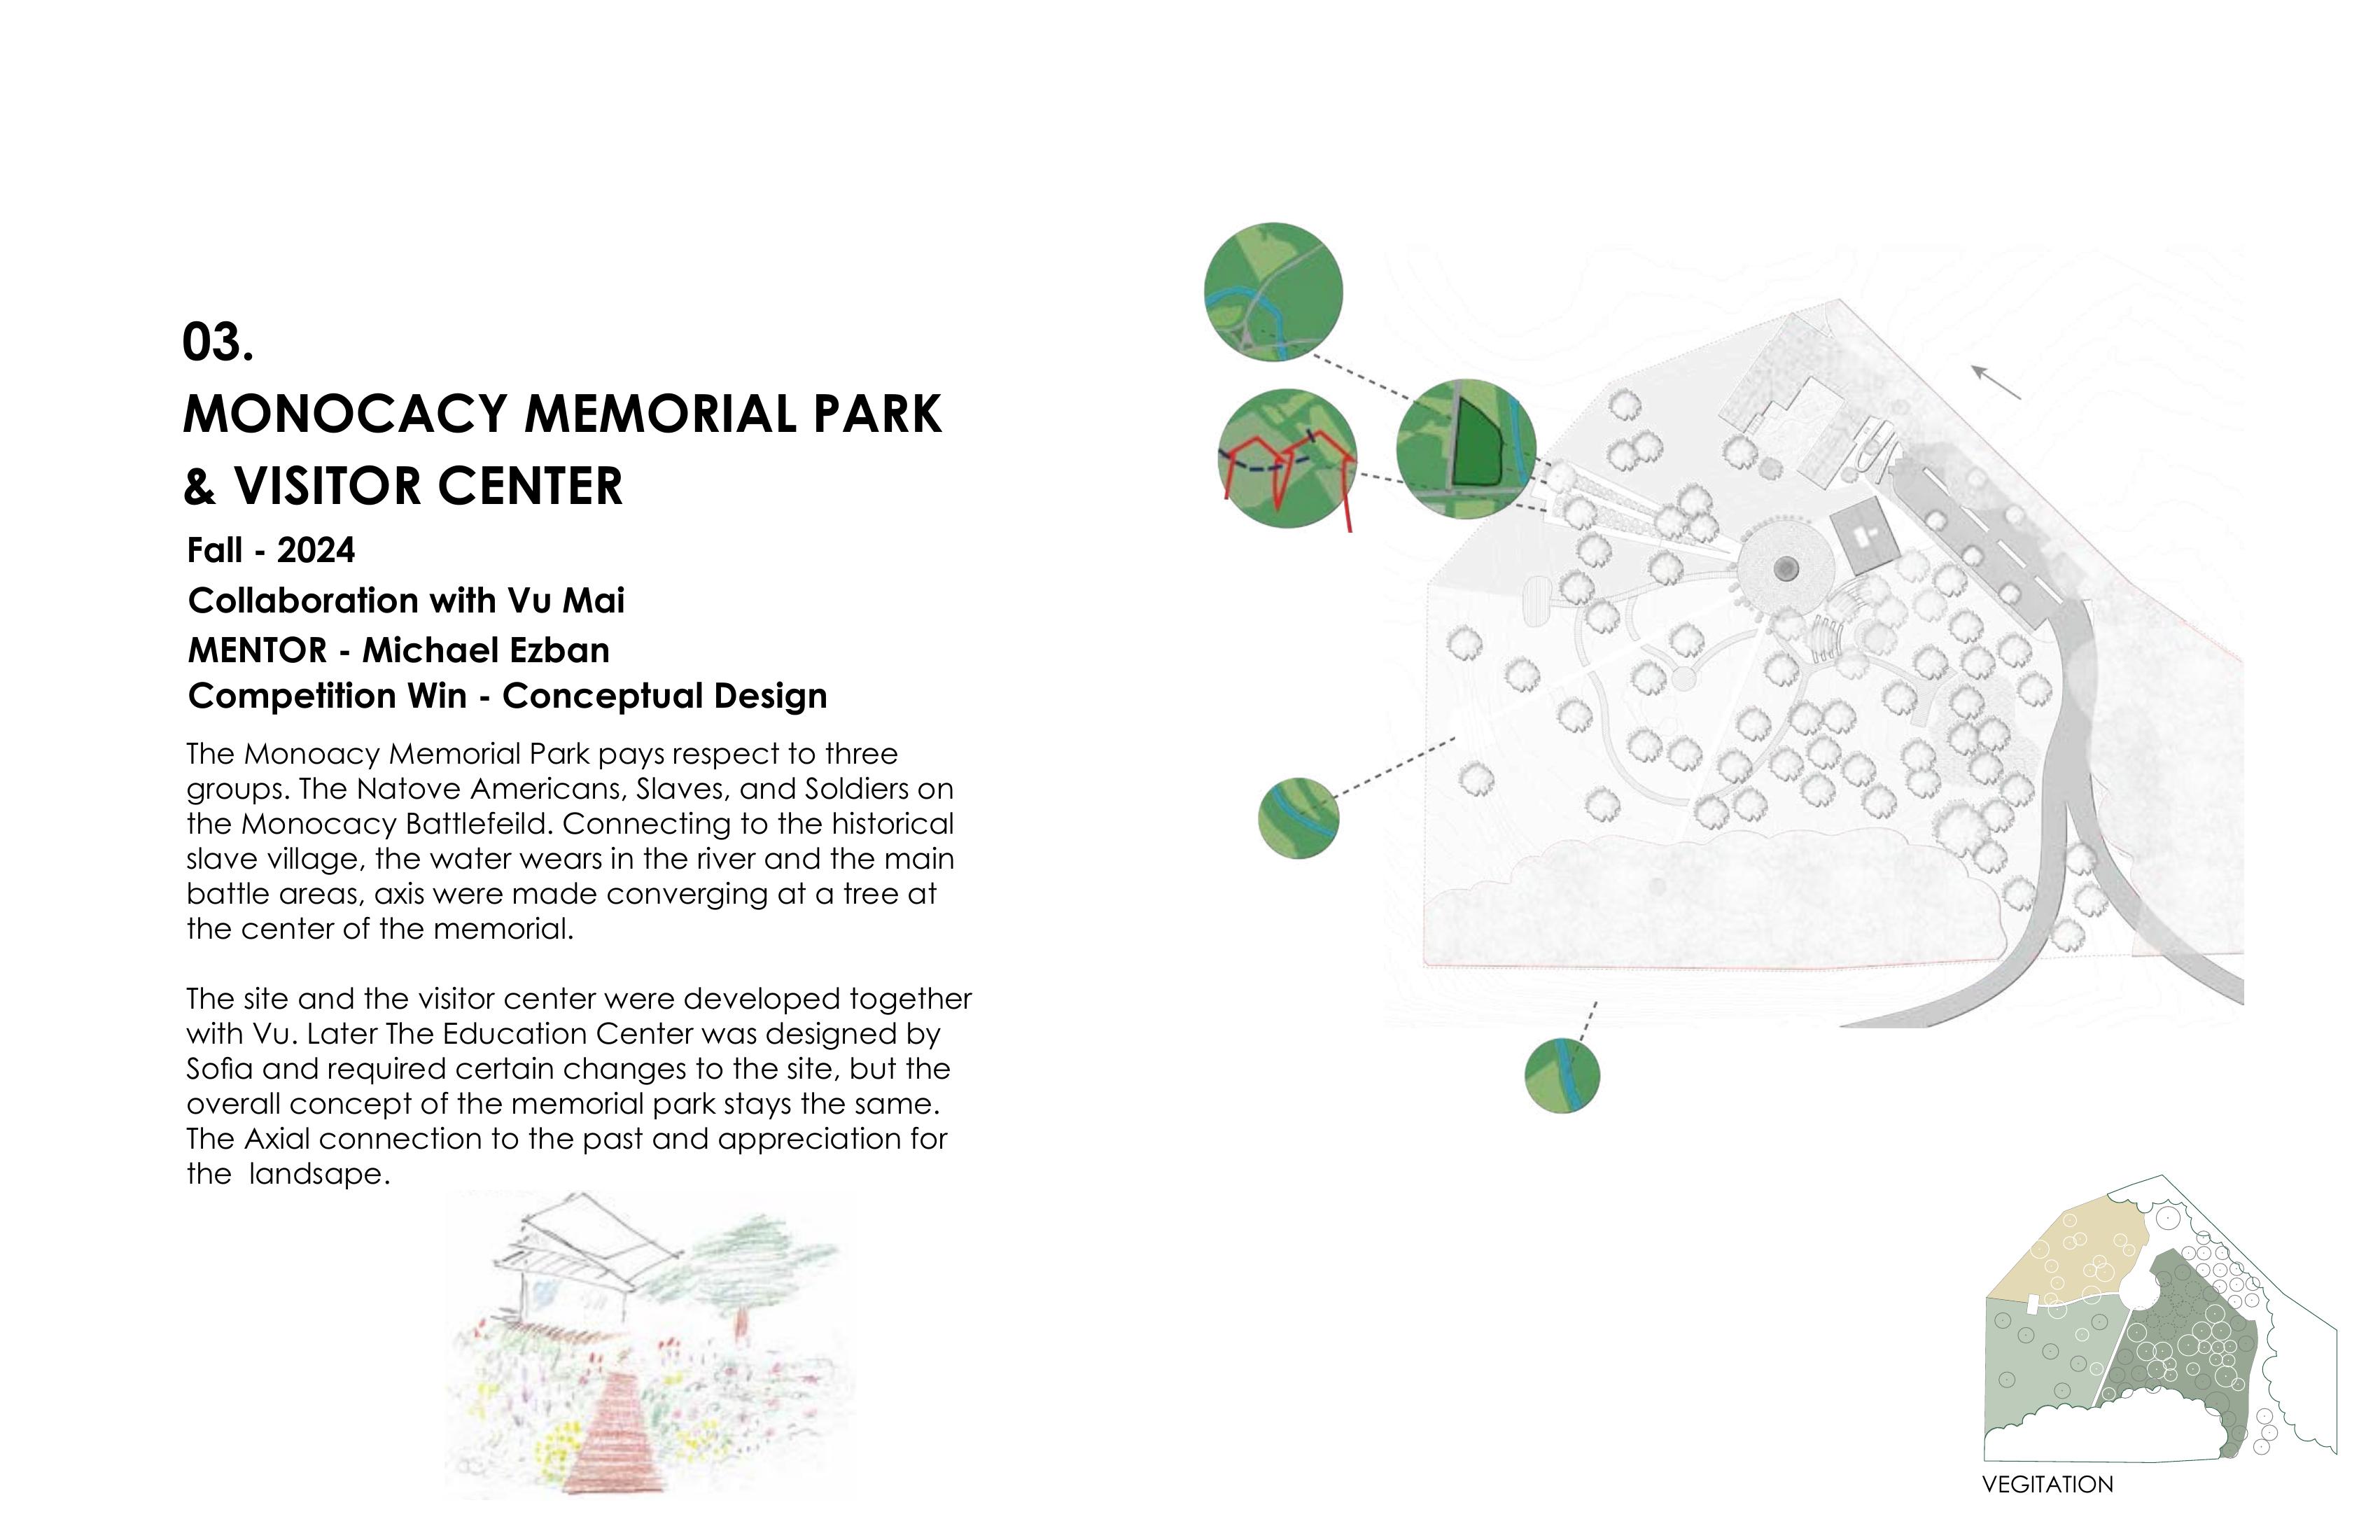 03.
MONOCACY MEMORIAL PARK
& VISITOR CENTER
Fall - 2024
Collaboration with Vu Mai
MENTOR - Michael Ezban
Competition Win - Conceptual Design
The Monoacy Memorial Park pays respect to three
groups. The Natove Americans, Slaves, and Soldiers on
the Monocacy Battlefeild. Connecting to the historical
slave village, the water wears in the river and the main
battle areas, axis were made converging at a tree at
the center of the memorial.
The site and the visitor center were developed together
with Vu. Later The Education Center was designed by
Sofia and required certain changes to the site, but the
overall concept of the memorial park stays the same.
The Axial connection to the past and appreciation for
the  landsape.
VEGITATION